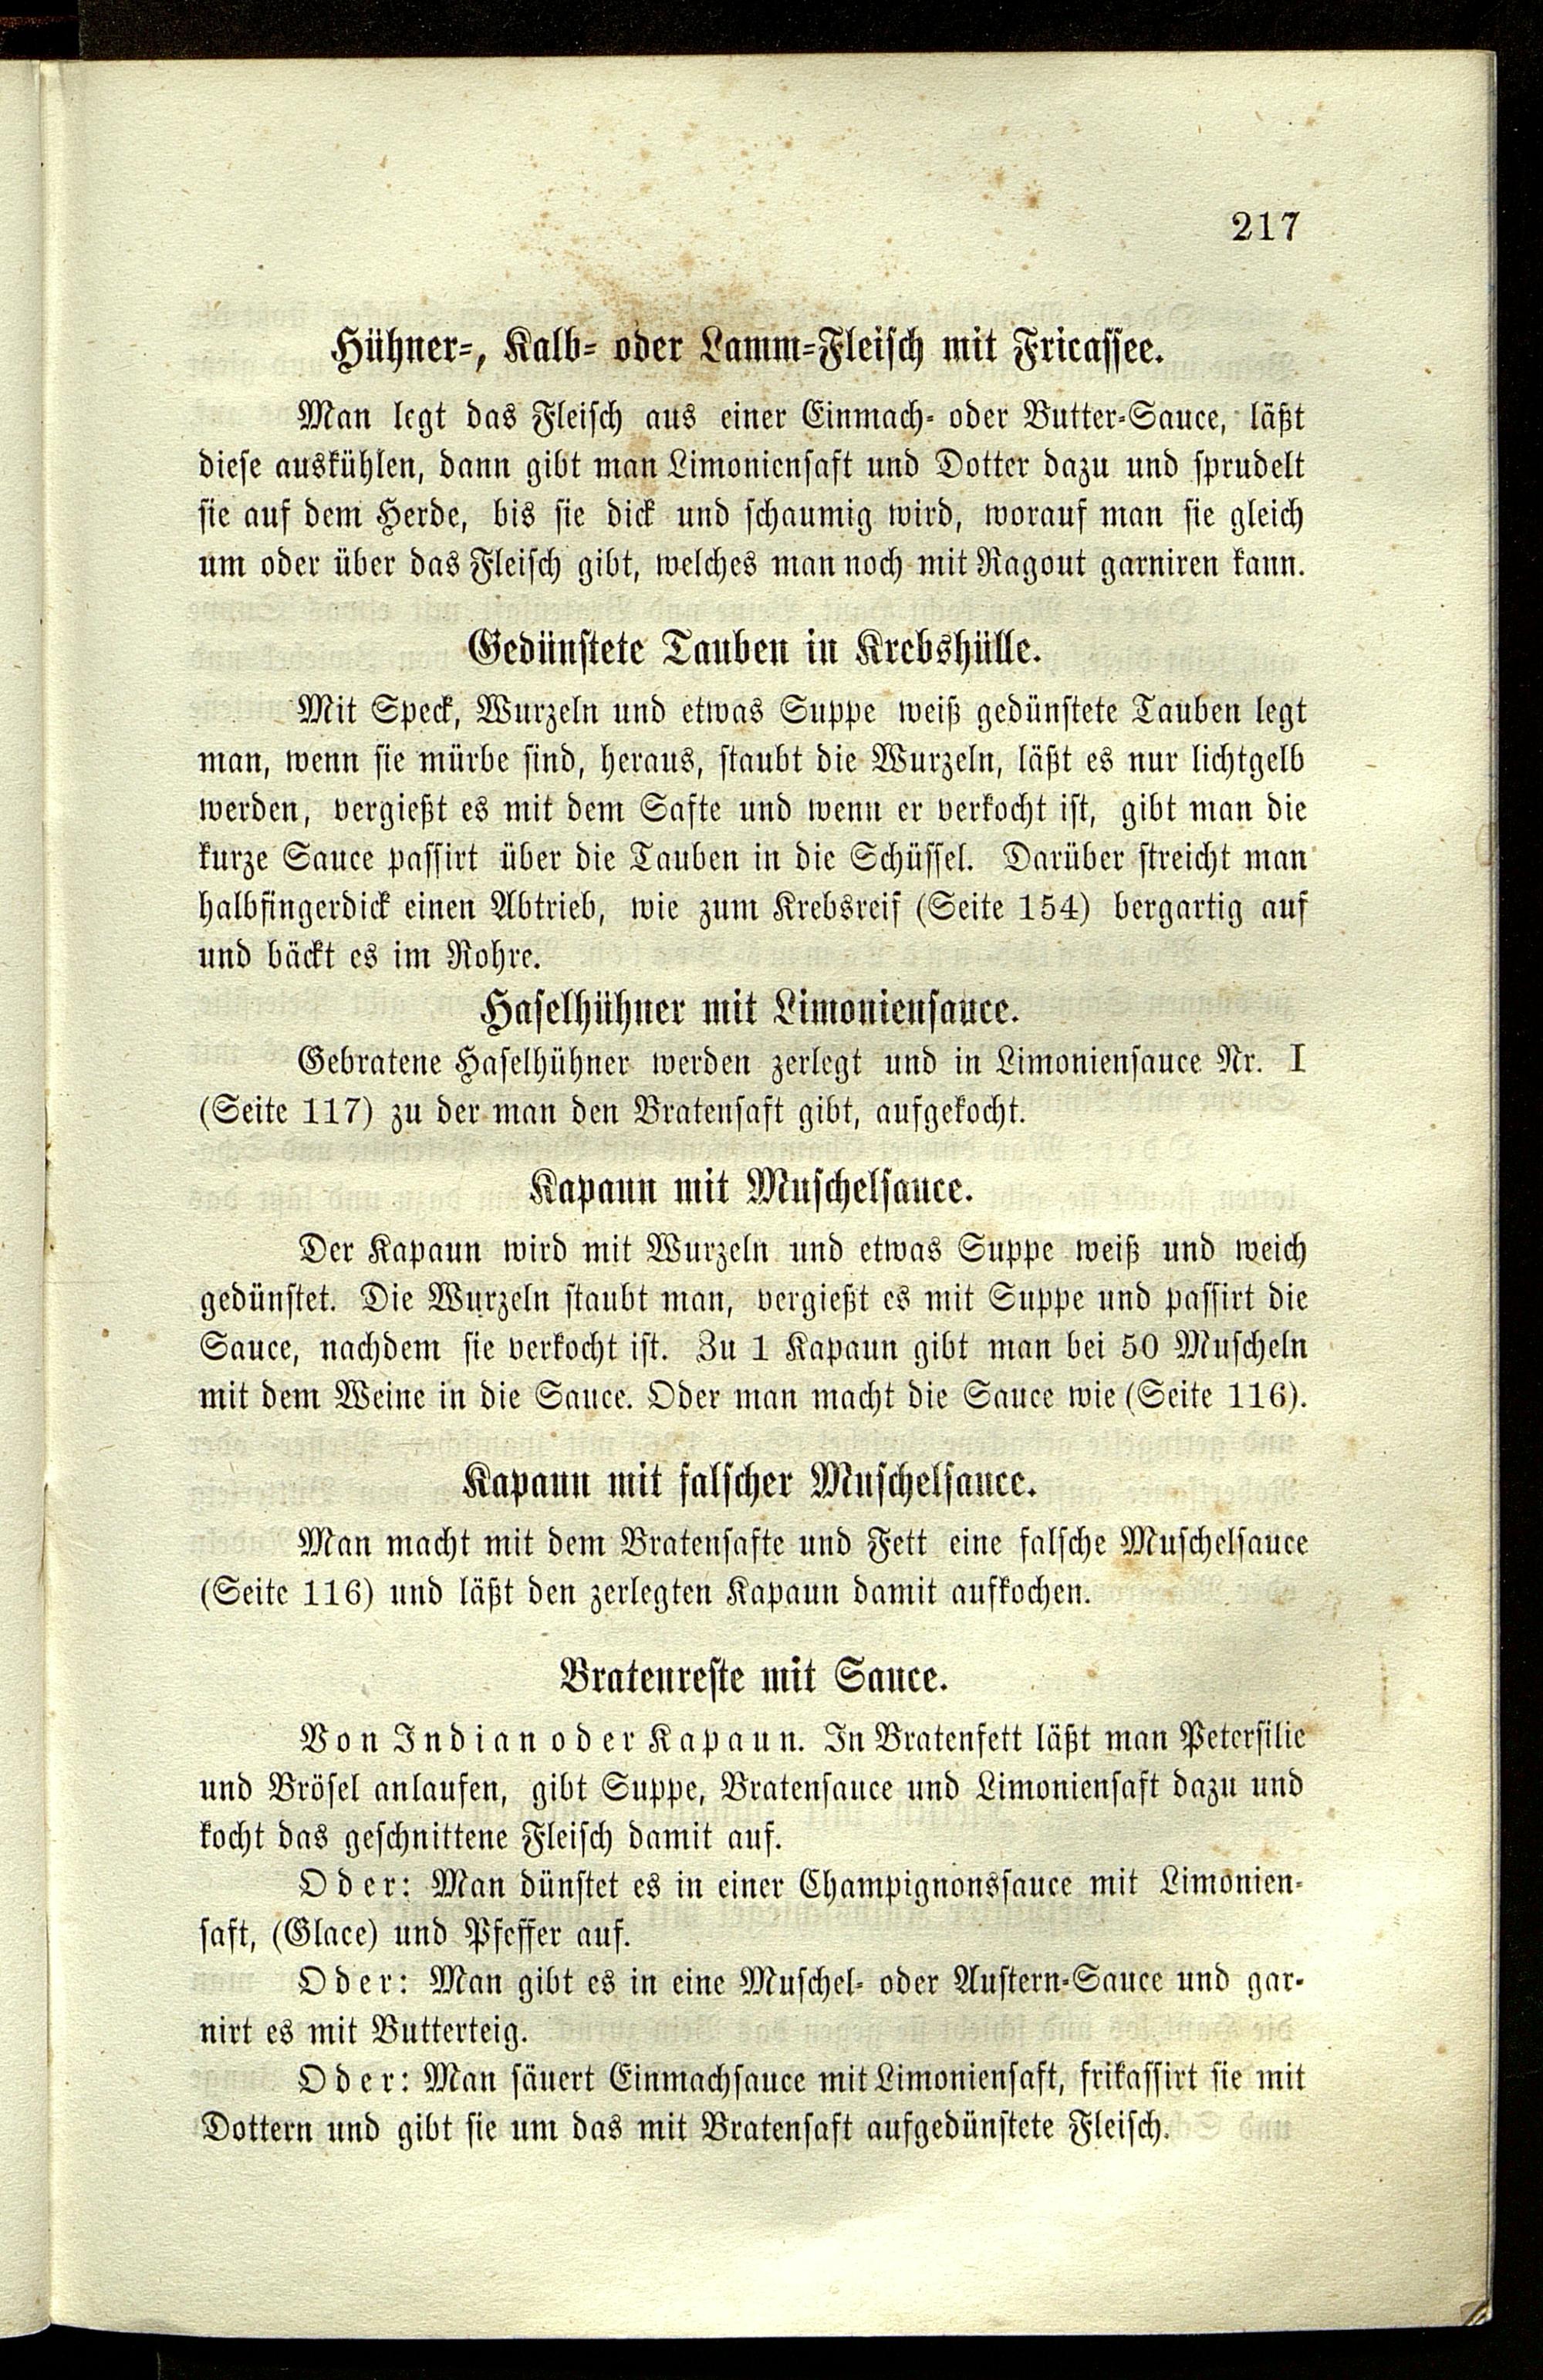 217
Hühner-, Kalb- oder Lamm-Fleisch mit Fricassee.
Man legt das Fleisch aus einer Einmach- oder Butter-Sauce, läßt
diese auskühlen, dann gibt man Limoniensaft und Dotter dazu und sprudelt
sie auf dem Herde, bis sie dick und schaumig wird, worauf man sie gleich
um oder über das Fleisch gibt, welches man noch mit Ragout garniren kann.
Gedünstete Tauben in Krebshülle.
Mit Speck, Wurzeln und etwas Suppe weiß gedünstete Tauben legt
man, wenn sie mürbe sind, heraus, staubt die Wurzeln, läßt es nur lichtgelb
werden, vergießt es mit dem Safte und wenn er verkocht ist, gibt man die
kurze Sauce passirt über die Tauben in die Schüssel. Darüber streicht man
halbfingerdick einen Abtrieb, wie zum Krebsreif (Seite 154) bergartig auf
und bäckt es im Rohre.
Haselhühner mit Limoniensauce.
Gebratene Haselhühner werden zerlegt und in Limoniensauce Nr. I
(Seite 117) zu der man den Bratensaft gibt, aufgekocht.
Kapaun mit Muschelsauce.
Der Kapaun wird mit Wurzeln und etwas Suppe weiß und weich
gedünstet. Die Wurzeln staubt man, vergießt es mit Suppe und passirt die
Sauce, nachdem sie verkocht ist. Zu 1 Kapaun gibt man bei 50 Muscheln
mit dem Weine in die Sauce. Oder man macht die Sauce wie (Seite 116).
Kapaun mit falscher Muschelsauce.
Man macht mit dem Bratensafte und Fett eine falsche Muschelsauce
(Seite 116) und läßt den zerlegten Kapaun damit aufkochen.
Bratenreste mit Sauce.
Von Indian oder Kapaun. In Bratenfett läßt man Petersilie
und Brösel anlaufen, gibt Suppe, Bratensauce und Limoniensaft dazu und
kocht das geschnittene Fleisch damit auf.
Oder: Man dünstet es in einer Champignonssauce mit Limonien-
saft, (Glace) und Pfeffer auf.
Oder: Man gibt es in eine Muschel- oder Austern-Sauce und gar-
nirt es mit Butterteig.
Oder: Man säuert Einmachsauce mit Limoniensaft, frikassirt sie mit
Dottern und gibt sie um das mit Bratensaft aufgedünstete Fleisch.